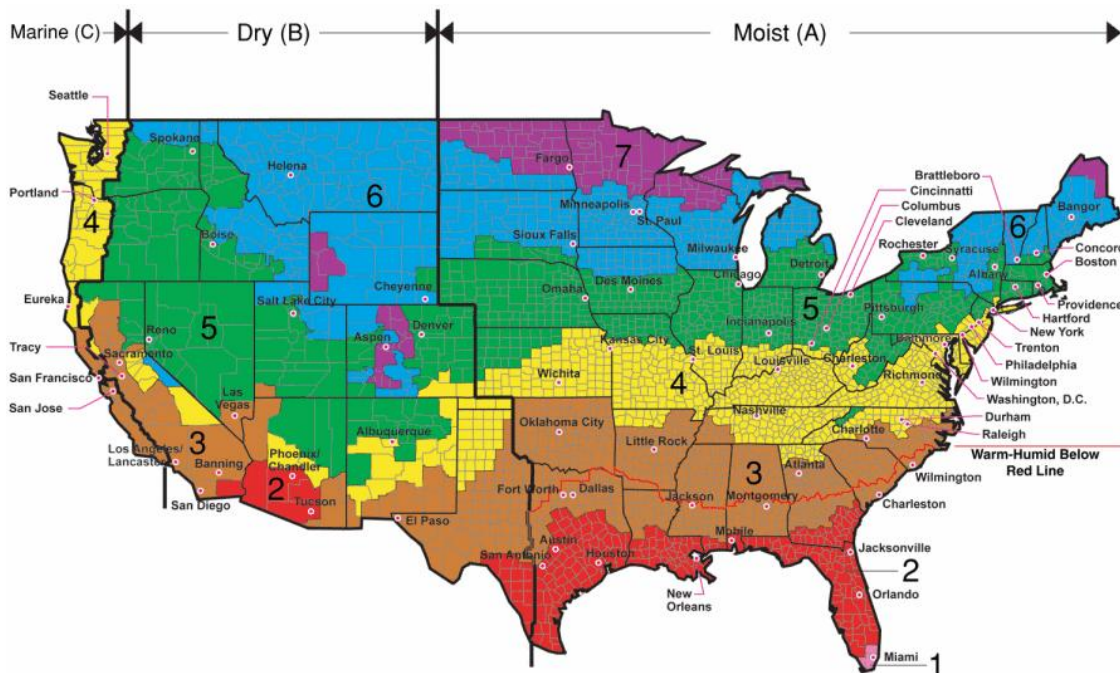 Marine (C)
Dry (B)
Moist (A)
Seattle
Spokane
Helena
Fargo
7
Brattleboro
Cincinnatti
Columbus
Cleveland
Portland
4
6
Minneapolis
St. Paul
Bangor
6
Boise
Sioux Falls
Milwaukee
Rochester
Syracuse
Concord
Detroit
Albany
Boston
Eureka
Salt Lake City
Cheyenne
Omaha
Des Moines
Chicago
Providence
Hartford
Reno
5
Aspen
Denver
Indianapolis
5
Pittsburgh
New York
Tracy
Sacramento
Kansas City
St. Louis
Louisville
Charleston
Baltimore
Trenton
Philadelphia
San Francisco
Las
Vegas
Wichita
4
Richmond
Wilmington
San Jose
Washington, D.C.
3
Albuquerque
Oklahoma City
Nashville
Durham
Charlotte
Raleigh
Los Angeles/
Lancaster
Banning
Phoenix/
Chandler
Little Rock
3
Atlanta
Wilmington
Warm-Humid Below
Red Line
2
Tucson
San Diego
Fort Worth
Dallas
Jackson
Montgomery
Charleston
El Paso
Austin
Mobile
San Antonio
Houston
Jacksonville
2
New
Orleans
Orlando
Miami
1